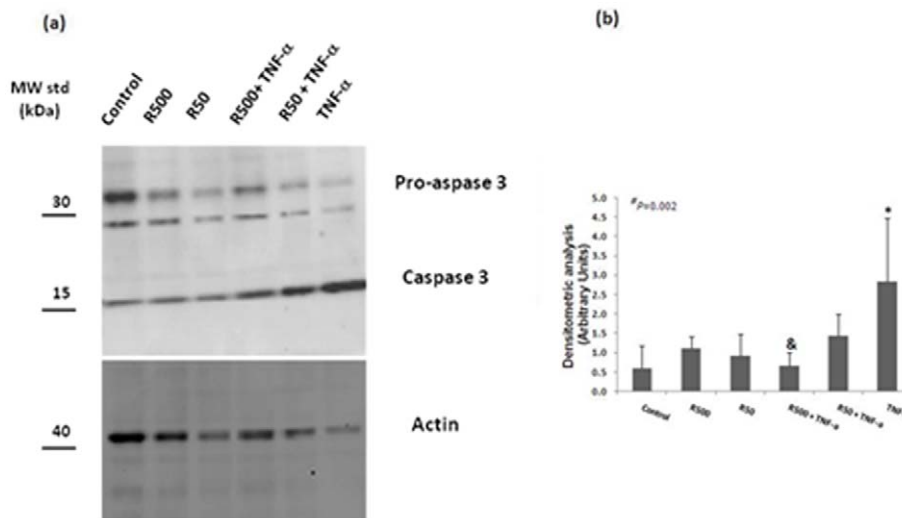 (a)
MW std
(kDa)
Control
R500
R50
R500+ TNF-α
R50 + TNF-α
TNF-α
30
15
40
Pro-aspase 3
Caspase 3
Actin
(b)
Densitometric analysis
(Arbitrary Units)
5.0
4.5
4.0
3.5
3.0
2.5
2.0
1.5
1.0
0.5
0.0
&
*
Control
R500
R50
R500 + TNF-α
R50 + TNF-α
TNF